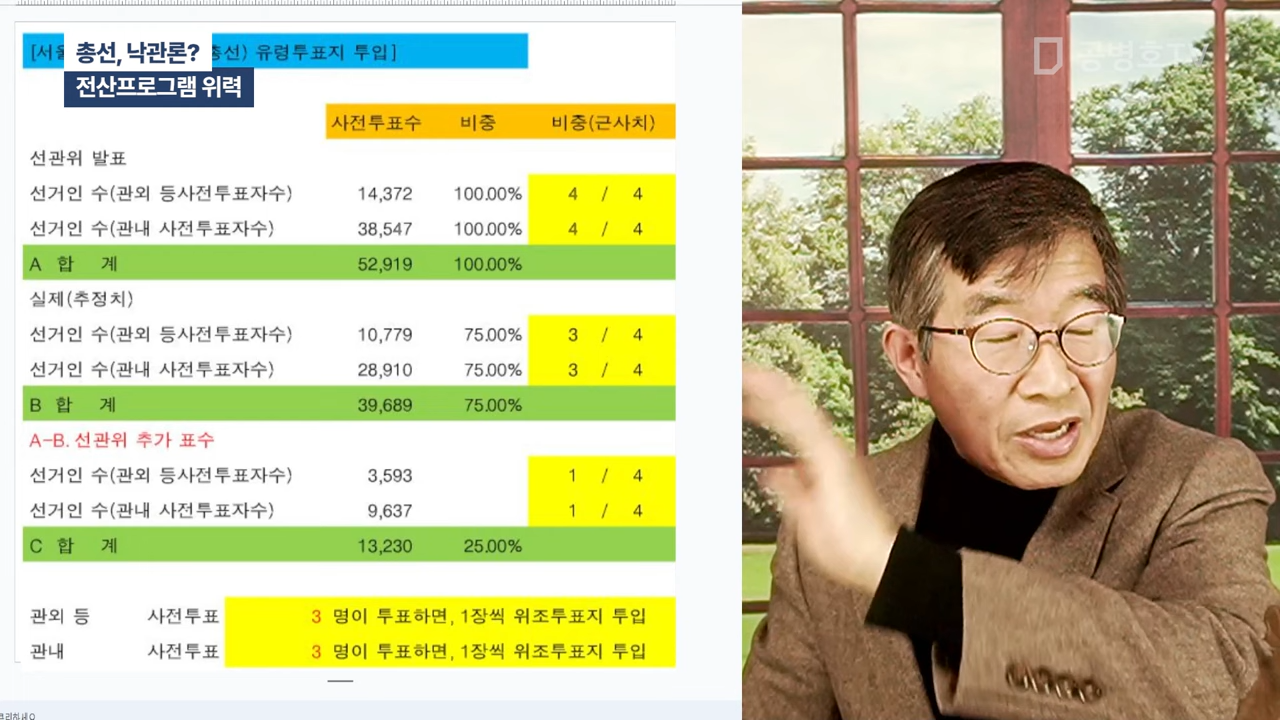 [서울
총선, 낙관론?
총선) 유령투표지 투입]
전산프로그램 위력
공병호TV
사전투표수 비중 비중(근사치)
선관위 발표
선거인 수(관외 등사전투표자수) 14,372 100.00% 4 / 4
선거인 수(관내 사전투표자수) 38,547 100.00% 4 / 4
A 합 계 52,919 100.00%
실제(추정치)
선거인 수(관외 등사전투표자수) 10,779 75.00% 3 / 4
선거인 수(관내 사전투표자수) 28,910 75.00% 3 / 4
B 합 계 39,689 75.00%
A-B. 선관위 추가 표수
선거인 수(관외 등사전투표자수) 3,593 1 / 4
선거인 수(관내 사전투표자수) 9,637 1 / 4
C 합 계 13,230 25.00%
관외 등 사전투표 3 명이 투표하면, 1장씩 위조투표지 투입
관내 사전투표 3 명이 투표하면, 1장씩 위조투표지 투입